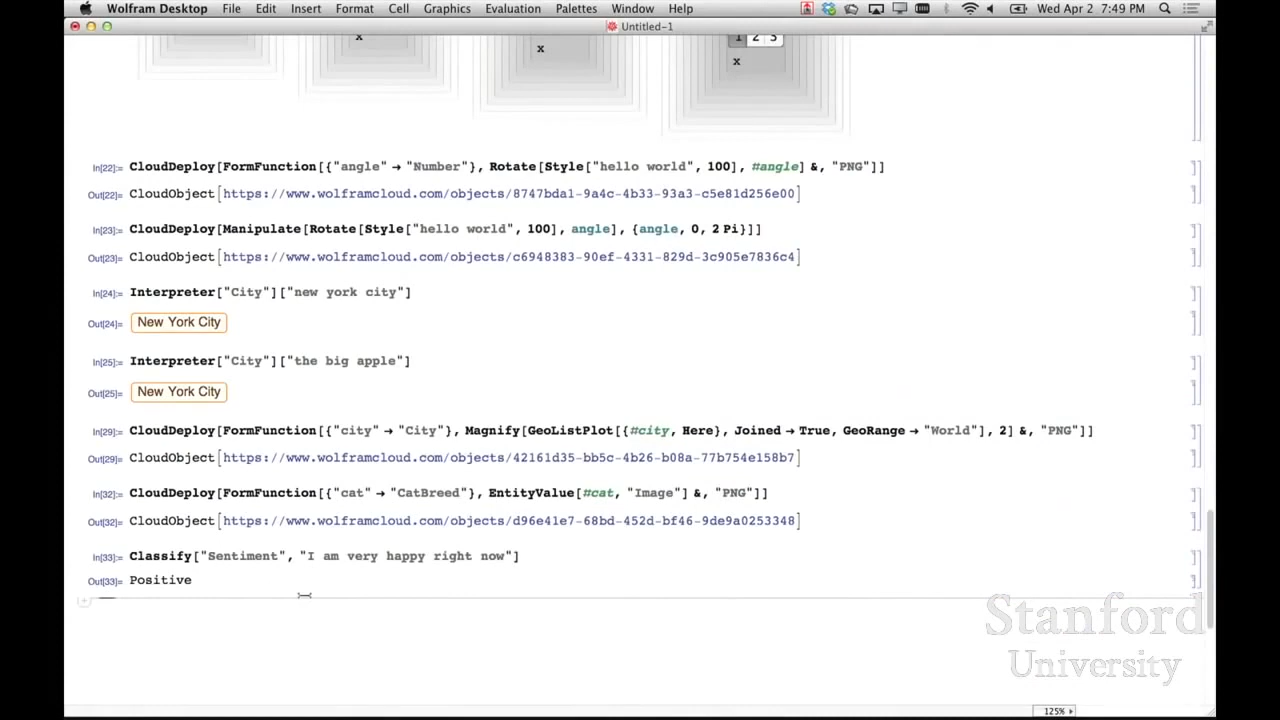 Wolfram Desktop File Edit Insert Format Cell Graphics Evaluation Palettes Window Help Wed Apr 2 7:49 PM
Untitled-1
x
x
1 2 3
x
In[22]:= CloudDeploy[FormFunction[{"angle" → "Number"}, Rotate[Style["hello world", 100], #angle] &, "PNG"]]
Out[22]= CloudObject[https://www.wolframcloud.com/objects/8747bda1-9a4c-4b33-93a3-c5e81d256e00]
In[23]:= CloudDeploy[Manipulate[Rotate[Style["hello world", 100], angle], {angle, 0, 2 Pi}]]
Out[23]= CloudObject[https://www.wolframcloud.com/objects/c6948383-90ef-4331-829d-3c905e7836c4]
In[24]:= Interpreter["City"]["new york city"]
Out[24]= New York City
In[25]:= Interpreter["City"]["the big apple"]
Out[25]= New York City
In[29]:= CloudDeploy[FormFunction[{"city" → "City"}, Magnify[GeoListPlot[{#city, Here}, Joined → True, GeoRange → "World"], 2] &, "PNG"]]
Out[29]= CloudObject[https://www.wolframcloud.com/objects/42161d35-bb5c-4b26-b08a-77b754e158b7]
In[32]:= CloudDeploy[FormFunction[{"cat" → "CatBreed"}, EntityValue[#cat, "Image"] &, "PNG"]]
Out[32]= CloudObject[https://www.wolframcloud.com/objects/d96e41e7-68bd-452d-bf46-9de9a0253348]
In[33]:= Classify["Sentiment", "I am very happy right now"]
Out[33]= Positive
Stanford
University
125%